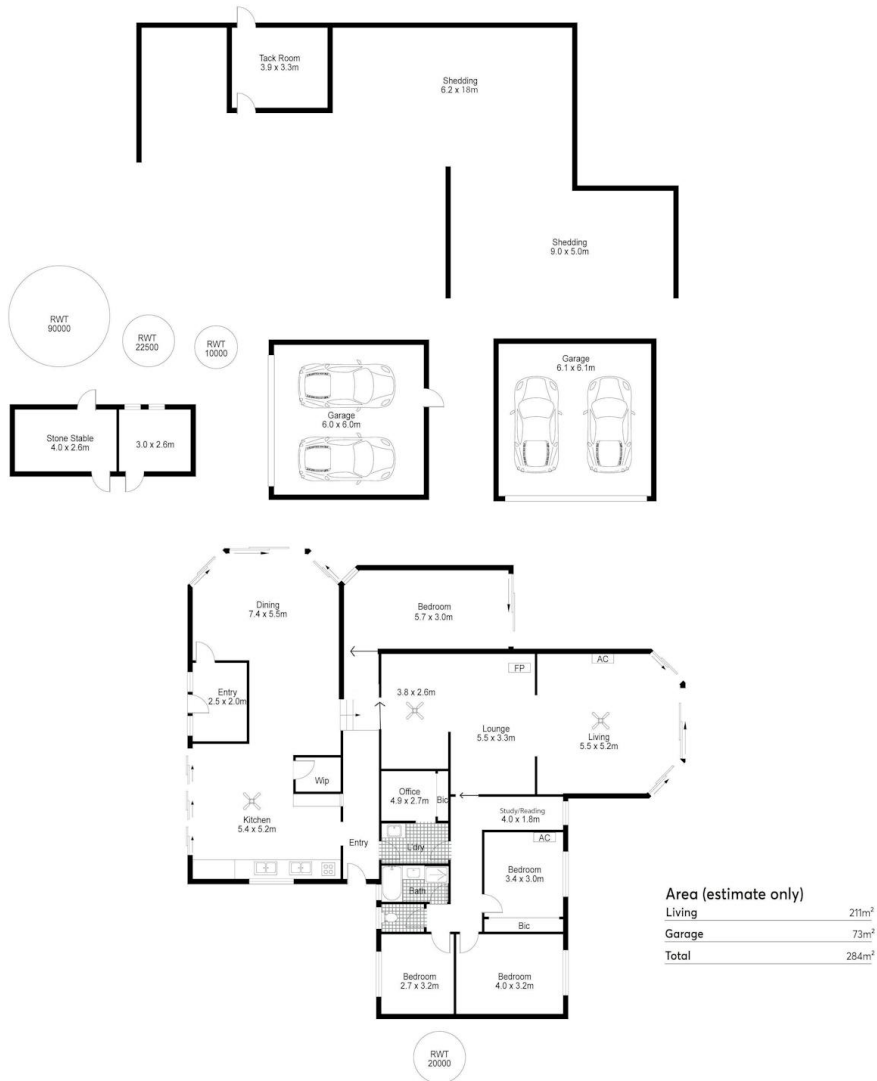 Tack Room
3.9 x 3.3m
Shedding
6.2 x 18m
Shedding
9.0 x 5.0m
RWT
90000
RWT
22500
RWT
10000
Garage
6.0 x 6.0m
Garage
6.1 x 6.1m
Stone Stable
4.0 x 2.6m
3.0 x 2.6m
Dining
7.4 x 5.5m
Bedroom
5.7 x 3.0m
Entry
2.5 x 2.0m
3.8 x 2.6m
FP
AC
Lounge
5.5 x 3.3m
Living
5.5 x 5.2m
Wip
Office
4.9 x 2.7m
Bic
Kitchen
5.4 x 5.2m
Entry
L'dry
Study/Reading
4.0 x 1.8m
AC
Bedroom
3.4 x 3.0m
Bath
Bic
Bedroom
2.7 x 3.2m
Bedroom
4.0 x 3.2m
RWT
20000
Area (estimate only)
Living 211m²
Garage 73m²
Total 284m²